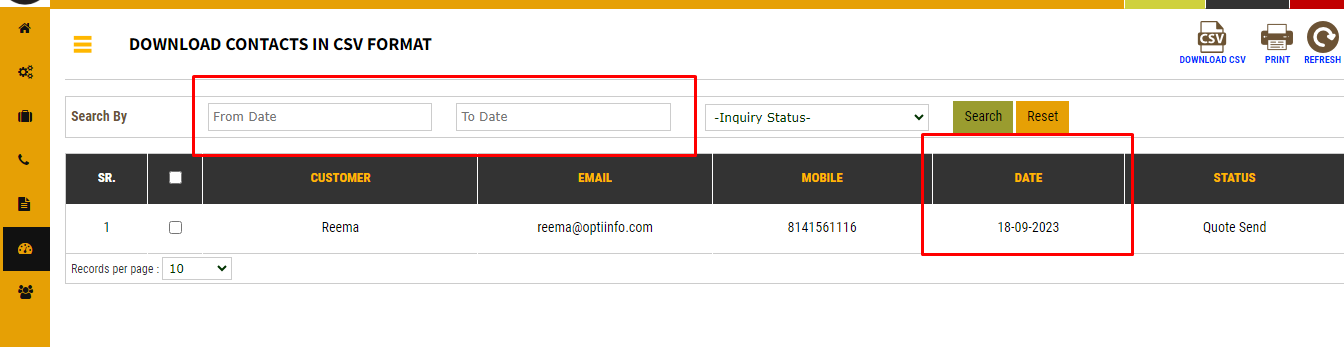 DOWNLOAD CONTACTS IN CSV FORMAT
CSV
DOWNLOAD CSV PRINT REFRESH
Search By From Date To Date -Inquiry Status- Search Reset
SR. CUSTOMER EMAIL MOBILE DATE STATUS
1 Reema reema@optiinfo.com 8141561116 18-09-2023 Quote Send
Records per page : 10